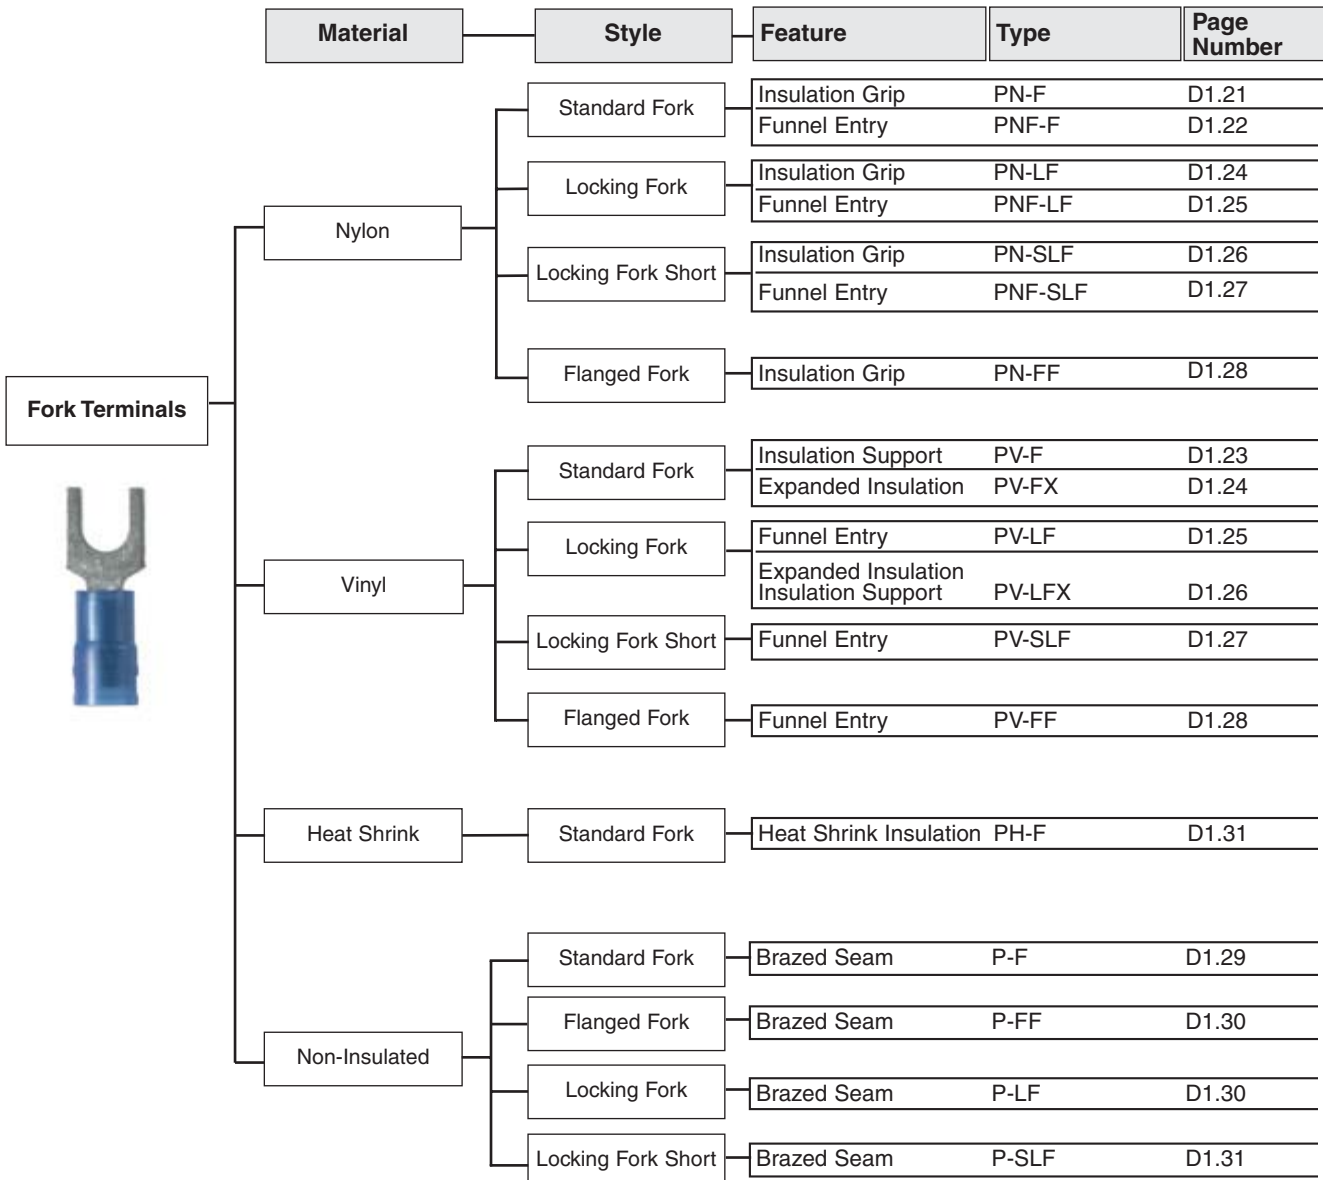 Material Style Feature Type Page Number
Fork Terminals
Nylon
Standard Fork
Insulation Grip PN-F D1.21
Funnel Entry PNF-F D1.22
Locking Fork
Insulation Grip PN-LF D1.24
Funnel Entry PNF-LF D1.25
Locking Fork Short
Insulation Grip PN-SLF D1.26
Funnel Entry PNF-SLF D1.27
Flanged Fork
Insulation Grip PN-FF D1.28
Vinyl
Standard Fork
Insulation Support PV-F D1.23
Expanded Insulation PV-FX D1.24
Locking Fork
Funnel Entry PV-LF D1.25
Expanded Insulation
Insulation Support PV-LFX D1.26
Locking Fork Short
Funnel Entry PV-SLF D1.27
Flanged Fork
Funnel Entry PV-FF D1.28
Heat Shrink
Standard Fork
Heat Shrink Insulation PH-F D1.31
Non-Insulated
Standard Fork
Brazed Seam P-F D1.29
Flanged Fork
Brazed Seam P-FF D1.30
Locking Fork
Brazed Seam P-LF D1.30
Locking Fork Short
Brazed Seam P-SLF D1.31